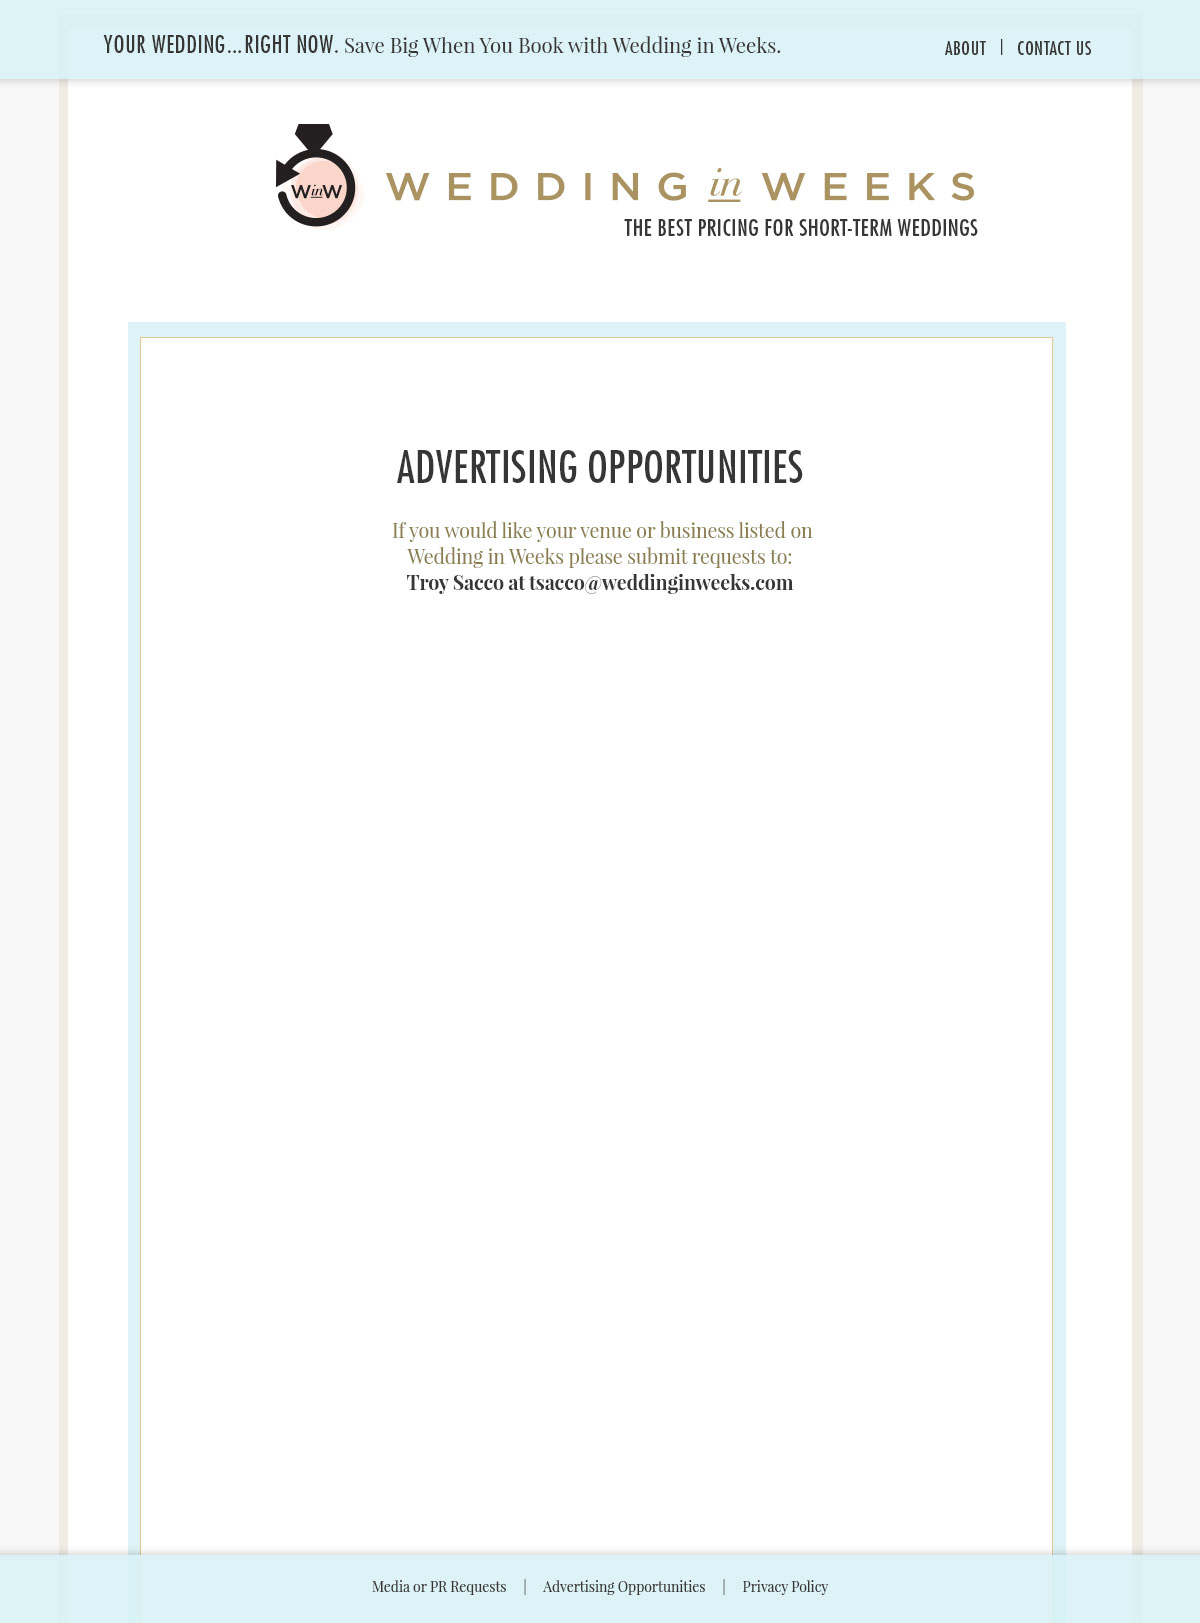 YOUR WEDDING...RIGHT NOW. Save Big When You Book with Wedding in Weeks.
ABOUT | CONTACT US
WinW
WEDDING in WEEKS
THE BEST PRICING FOR SHORT-TERM WEDDINGS
ADVERTISING OPPORTUNITIES
If you would like your venue or business listed on
Wedding in Weeks please submit requests to:
Troy Sacco at tsacco@weddinginweeks.com
Media or PR Requests | Advertising Opportunities | Privacy Policy